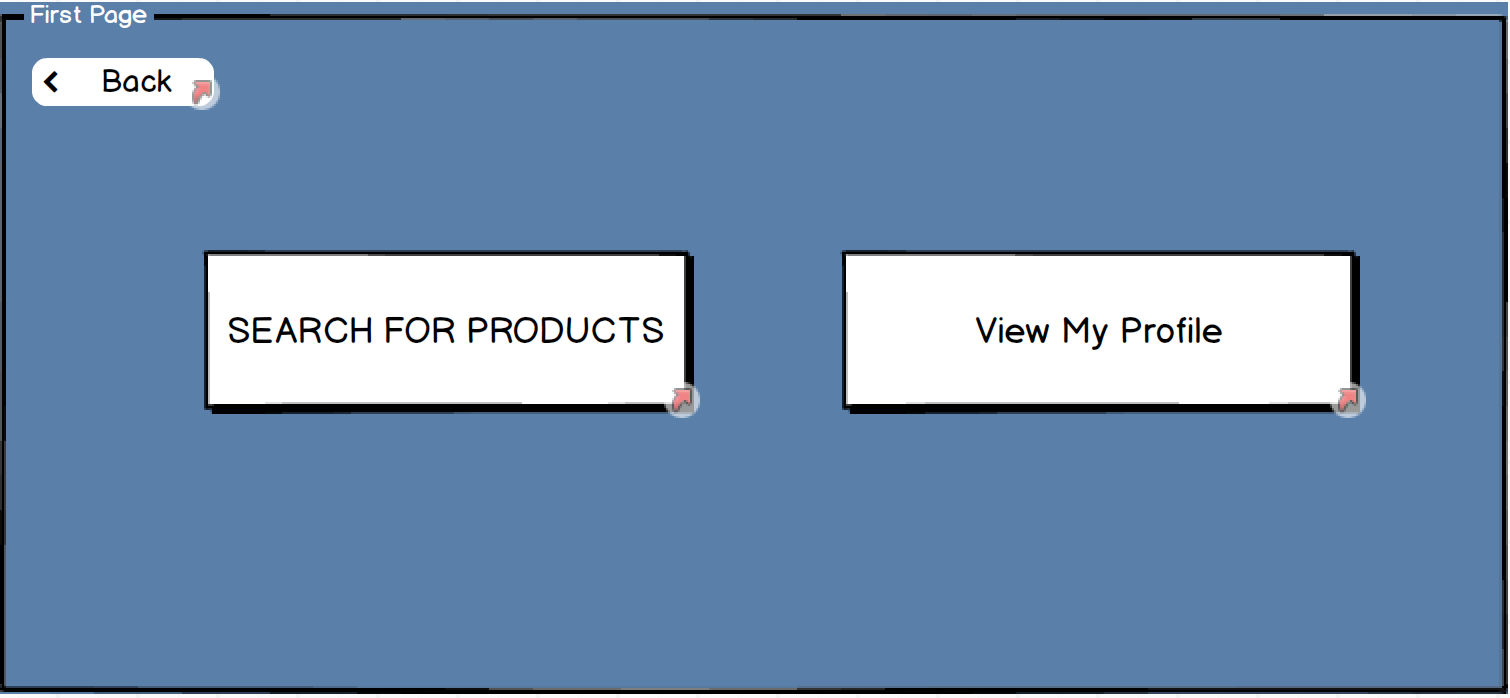 First Page
Back
SEARCH FOR PRODUCTS
View My Profile